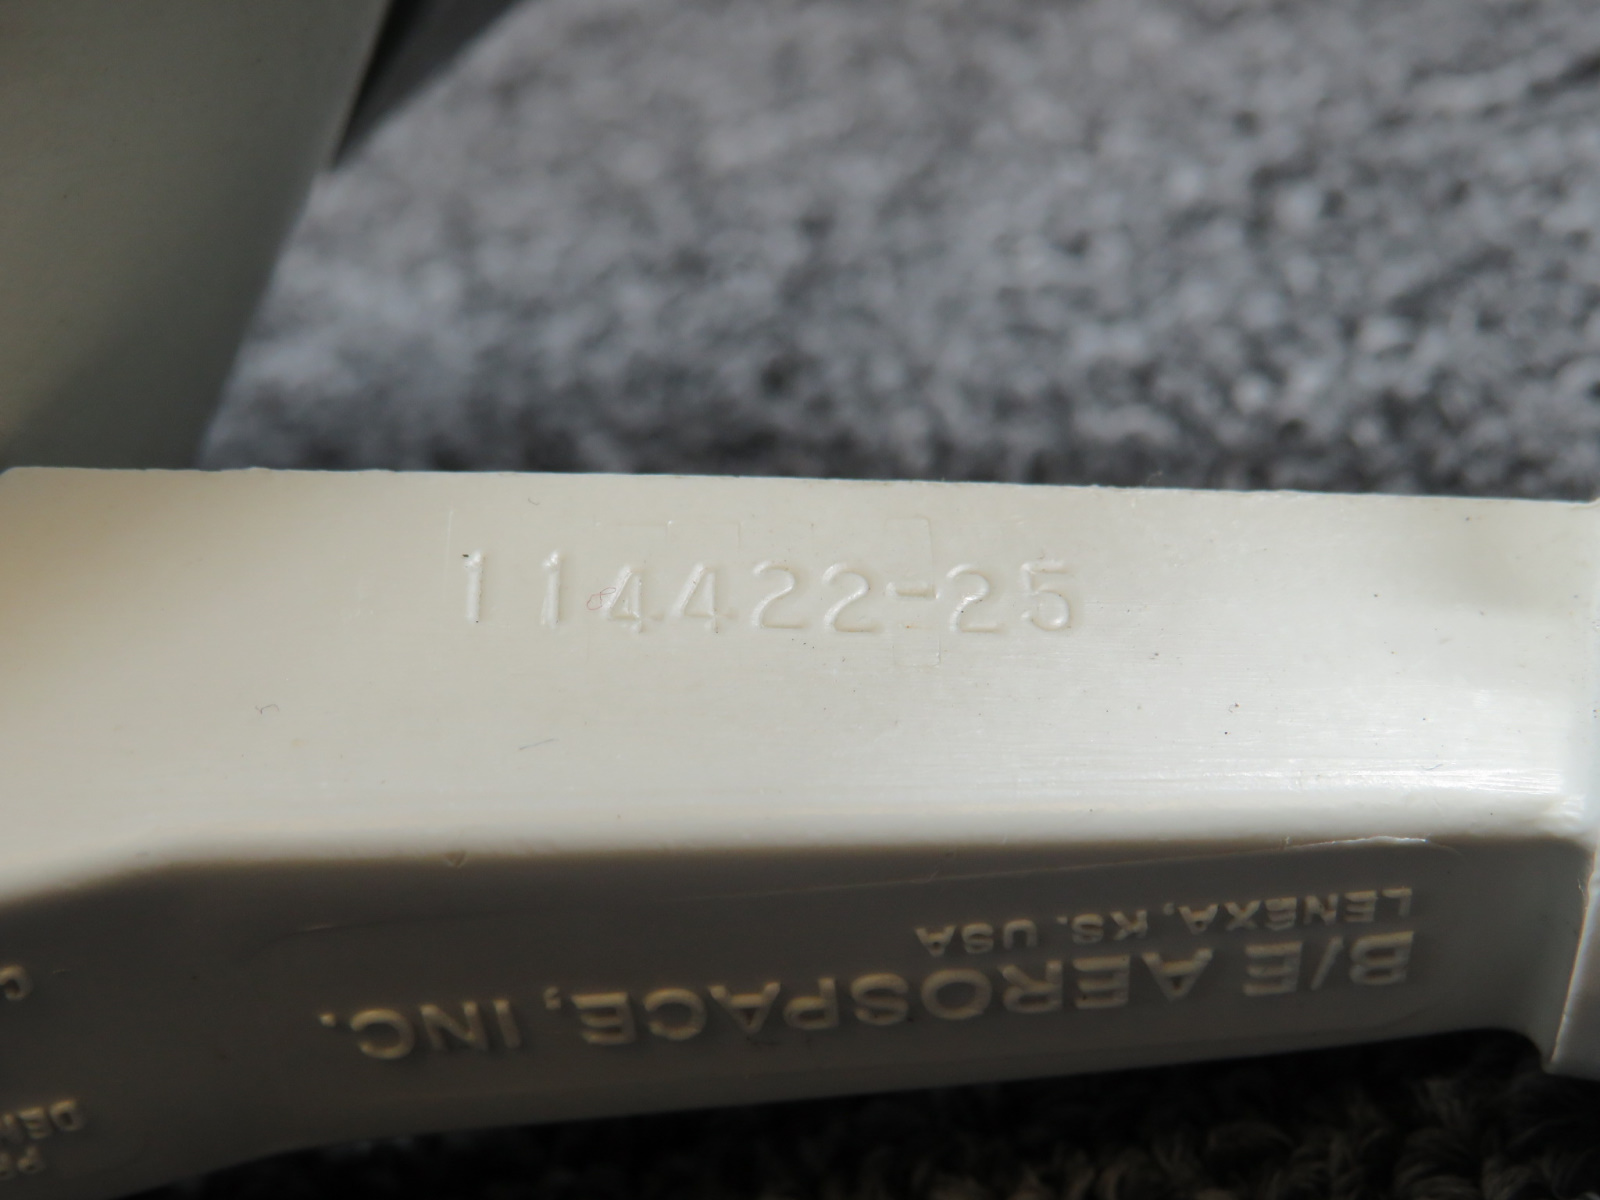 114422-25
B/E AEROSPACE, INC.
LENEXA, KS. USA